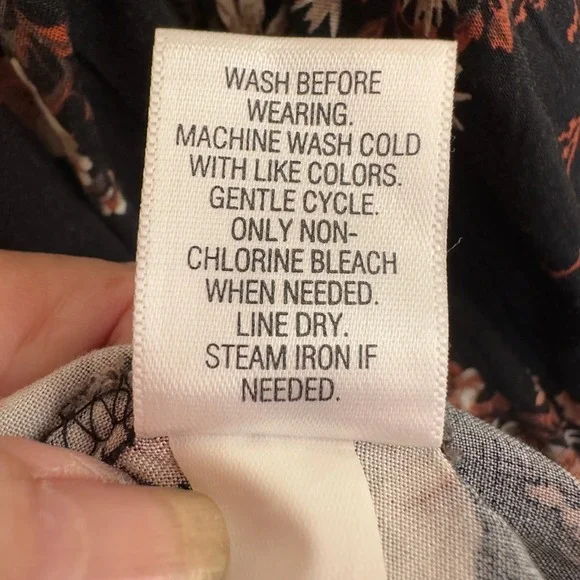 WASH BEFORE
WEARING.
MACHINE WASH COLD
WITH LIKE COLORS.
GENTLE CYCLE.
ONLY NON-
CHLORINE BLEACH
WHEN NEEDED.
LINE DRY.
STEAM IRON IF
NEEDED.